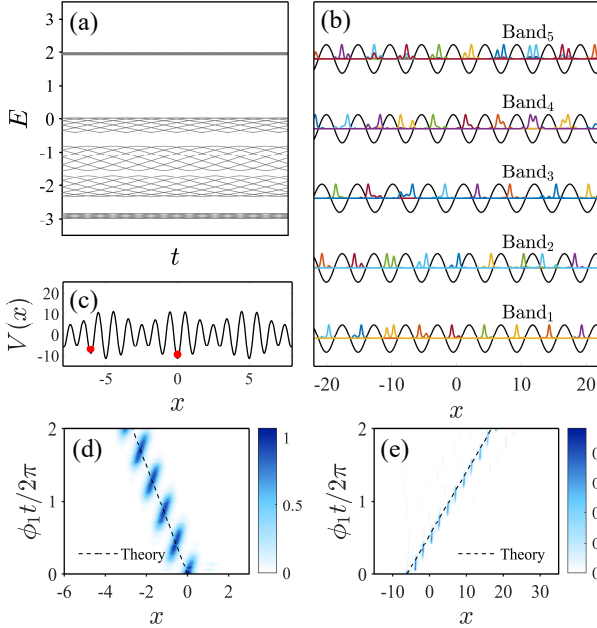 (a)
3
2
1
0
-1
-2
-3
E
t
(b)
Band5
Band4
Band3
Band2
Band1
-20 -10 0 10 20
x
(c)
20
10
0
-10
V(x)
-5 0 5
x
(d)
2
1
0
ϕ1t/2π
Theory
-6 -4 -2 0 2
x
1
0.5
0
(e)
2
1
0
ϕ1t/2π
Theory
-10 0 10 20 30
x